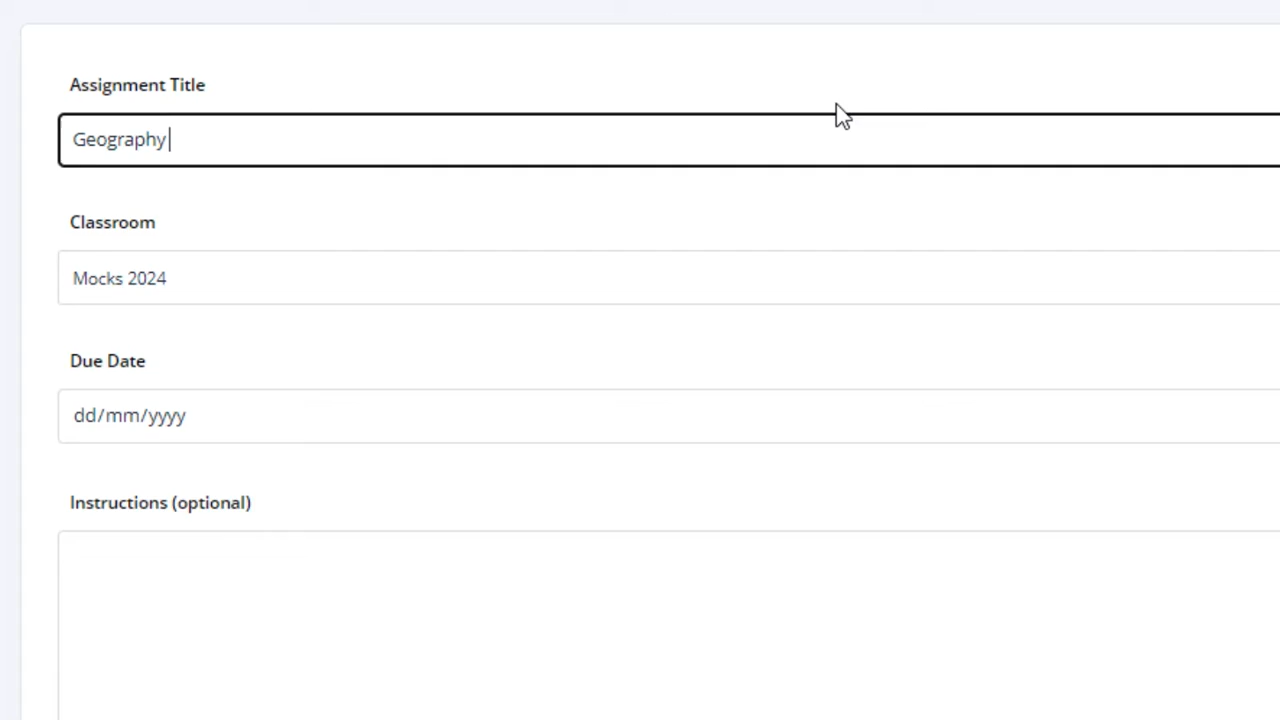 Assignment Title
Geography
Classroom
Mocks 2024
Due Date
dd/mm/yyyy
Instructions (optional)